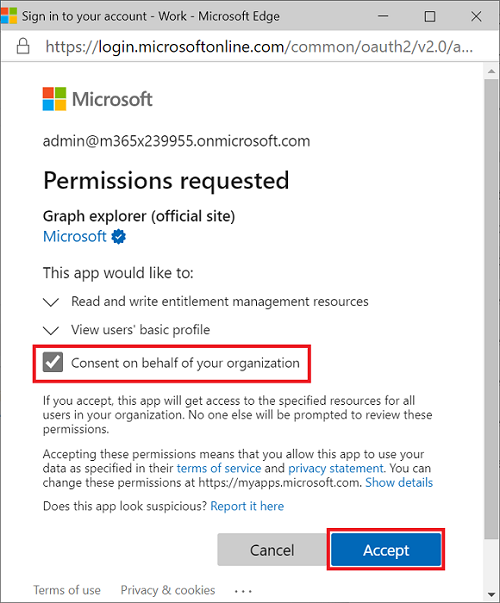 Sign in to your account - Work - Microsoft Edge
https://login.microsoftonline.com/common/oauth2/v2.0/a...
Microsoft
admin@m365x239955.onmicrosoft.com
Permissions requested
Graph explorer (official site)
Microsoft
This app would like to:
Read and write entitlement management resources
View users' basic profile
Consent on behalf of your organization
If you accept, this app will get access to the specified resources for all
users in your organization. No one else will be prompted to review these
permissions.
Accepting these permissions means that you allow this app to use your
data as specified in their terms of service and privacy statement. You can
change these permissions at https://myapps.microsoft.com. Show details
Does this app look suspicious? Report it here
Cancel Accept
Terms of use Privacy & cookies ...